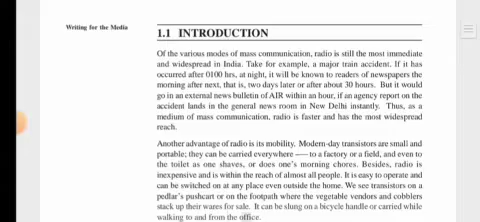 Writing for the Media
1.1 INTRODUCTION
Of the various modes of mass communication, radio is still the most immediate
and widespread in India. Take for example, a major train accident. If it has
occurred after 0100 hrs, at night, it will be known to readers of newspapers the
morning after next, that is, two days later or after about 30 hours. But it would
go in an external news bulletin of AIR within an hour, if an agency report on the
accident lands in the general news room in New Delhi instantly. Thus, as a
medium of mass communication, radio is faster and has the most widespread
reach.
Another advantage of radio is its mobility. Modern-day transistors are small and
portable; they can be carried everywhere — to a factory or a field, and even to
the toilet as one shaves, or does one's morning chores. Besides, radio is
inexpensive and is within the reach of almost all people. It is easy to operate and
can be switched on at any place even outside the home. We see transistors on a
pedlar's pushcart or on the footpath where the vegetable vendors and cobblers
stack up their wares for sale. It can be slung on a bicycle handle or carried while
walking to and from the office.